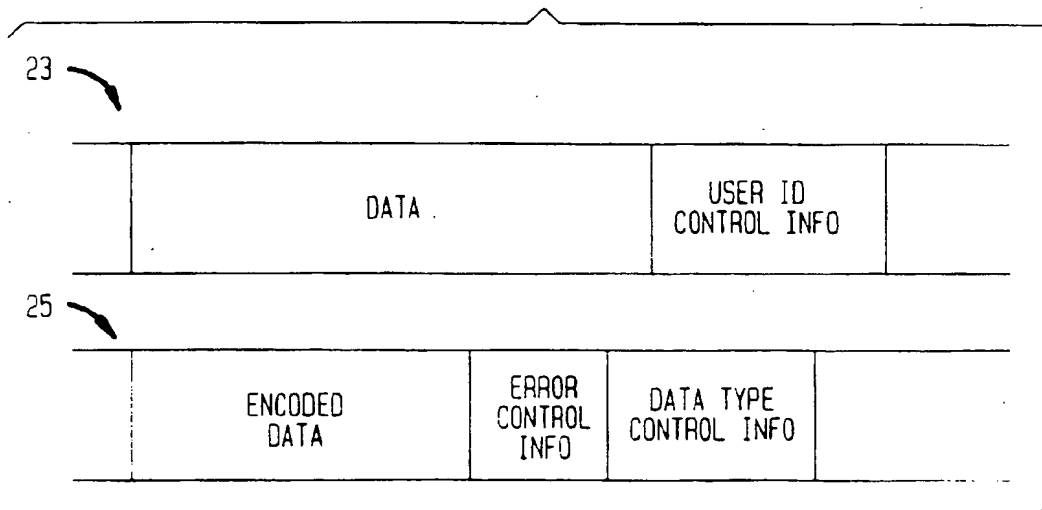 23
DATA
USER ID
CONTROL INFO
25
ENCODED
DATA
ERROR
CONTROL
INFO
DATA TYPE
CONTROL INFO